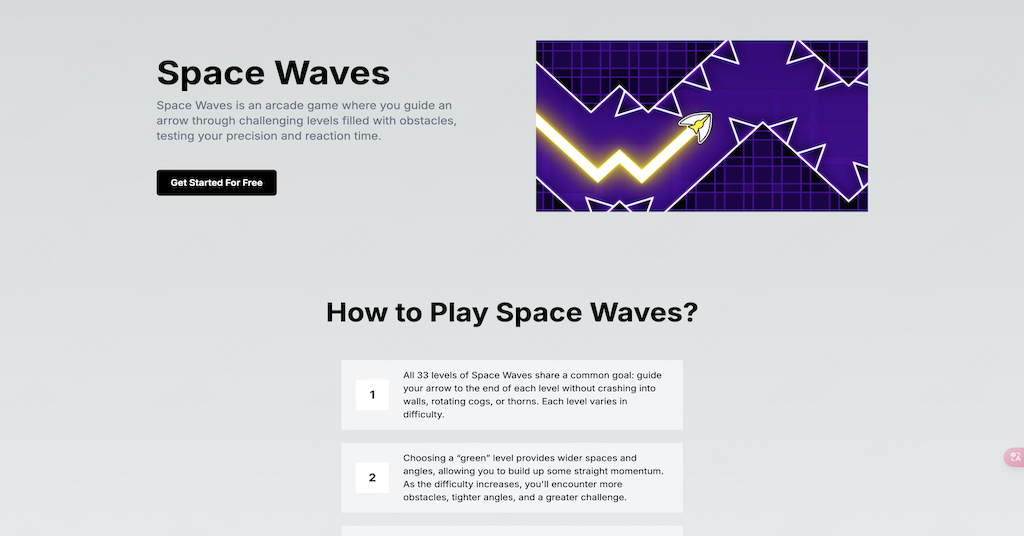 Space Waves
Space Waves is an arcade game where you guide an
arrow through challenging levels filled with obstacles,
testing your precision and reaction time.
Get Started For Free
How to Play Space Waves?
1
All 33 levels of Space Waves share a common goal: guide
your arrow to the end of each level without crashing into
walls, rotating cogs, or thorns. Each level varies in
difficulty.
2
Choosing a “green” level provides wider spaces and
angles, allowing you to build up some straight momentum.
As the difficulty increases, you'll encounter more
obstacles, tighter angles, and a greater challenge.